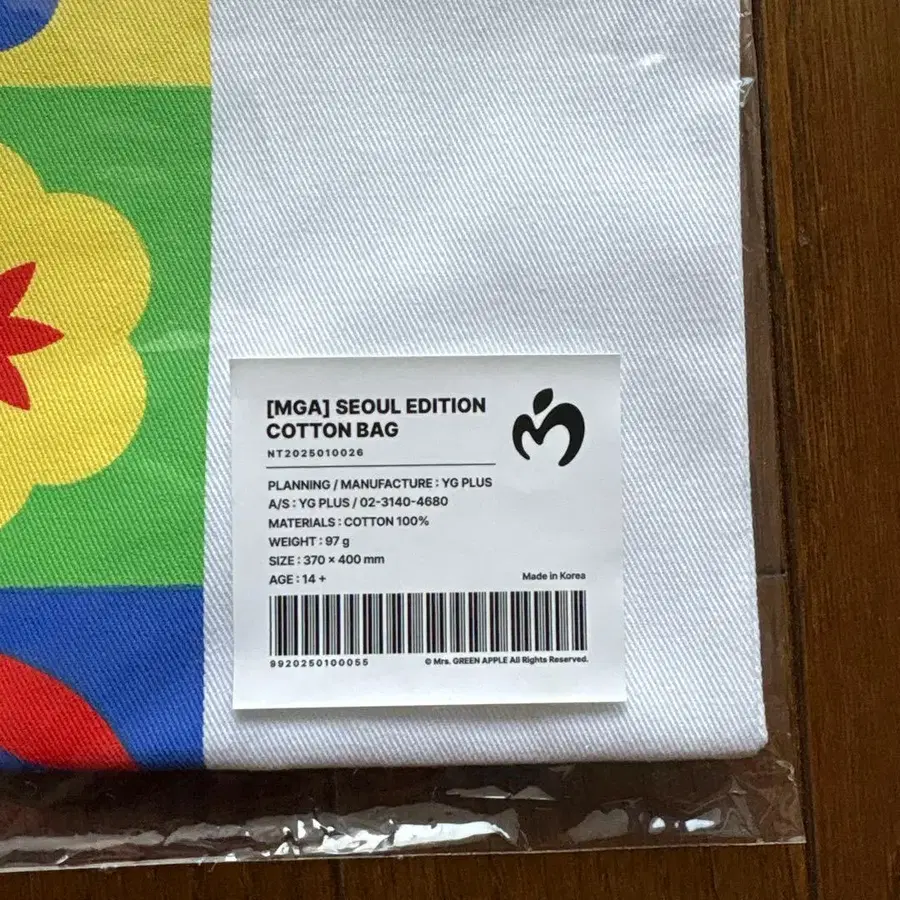 [MGA] SEOUL EDITION
COTTON BAG
NT2025010026
PLANNING / MANUFACTURE : YG PLUS
A/S : YG PLUS / 02-3140-4680
MATERIALS : COTTON 100%
WEIGHT : 97 g
SIZE : 370 × 400 mm
AGE : 14 +
Made in Korea
9920250100055
© Mrs. GREEN APPLE All Rights Reserved.